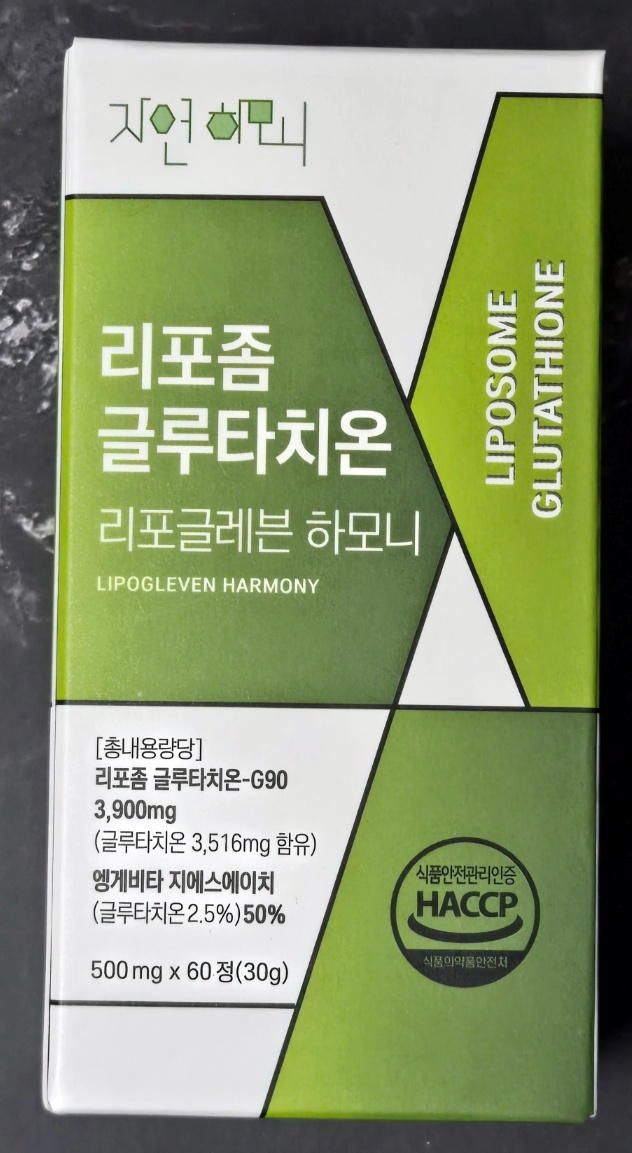 자연 하모니
LIPOSOME
GLUTATHIONE
리포좀
글루타치온
리포글레븐 하모니
LIPOGLEVEN HARMONY
[총내용량당]
리포좀 글루타치온-G90
3,900mg
(글루타치온 3,516mg 함유)
엥게비타 지에스에이치
(글루타치온2.5%)50%
500mg x 60정(30g)
식품안전관리인증
HACCP
식품의약품안전처